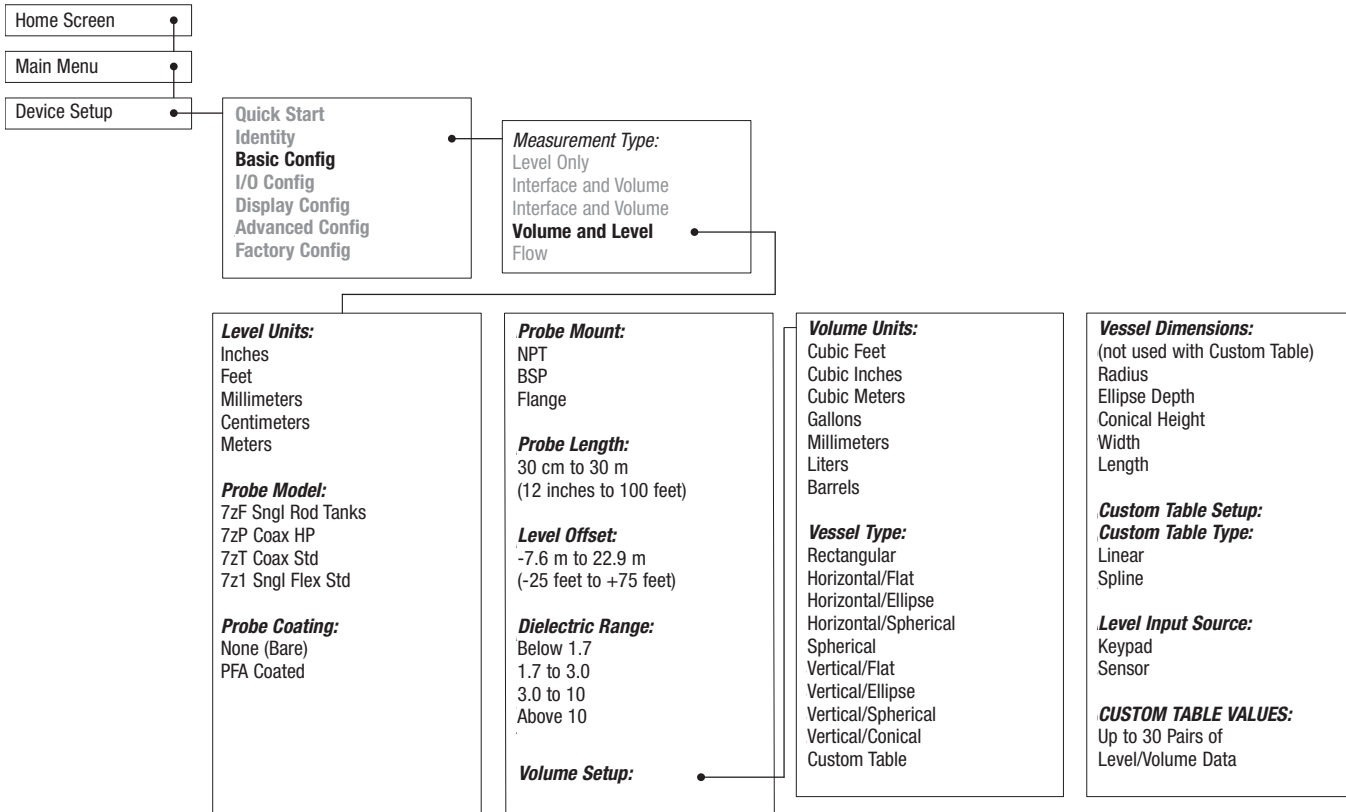 Home Screen
Main Menu
Device Setup
Quick Start
Identity
Basic Config
I/O Config
Display Config
Advanced Config
Factory Config
Measurement Type:
Level Only
Interface and Volume
Interface and Volume
Volume and Level
Flow
Level Units:
Inches
Feet
Millimeters
Centimeters
Meters
Probe Model:
7zF Sngl Rod Tanks
7zP Coax HP
7zT Coax Std
7z1 Sngl Flex Std
Probe Coating:
None (Bare)
PFA Coated
Probe Mount:
NPT
BSP
Flange
Probe Length:
30 cm to 30 m
(12 inches to 100 feet)
Level Offset:
-7.6 m to 22.9 m
(-25 feet to +75 feet)
Dielectric Range:
Below 1.7
1.7 to 3.0
3.0 to 10
Above 10
Volume Setup:
Volume Units:
Cubic Feet
Cubic Inches
Cubic Meters
Gallons
Millimeters
Liters
Barrels
Vessel Type:
Rectangular
Horizontal/Flat
Horizontal/Ellipse
Horizontal/Spherical
Spherical
Vertical/Flat
Vertical/Ellipse
Vertical/Spherical
Vertical/Conical
Custom Table
Vessel Dimensions:
(not used with Custom Table)
Radius
Ellipse Depth
Conical Height
Width
Length
Custom Table Setup:
Custom Table Type:
Linear
Spline
Level Input Source:
Keypad
Sensor
CUSTOM TABLE VALUES:
Up to 30 Pairs of
Level/Volume Data